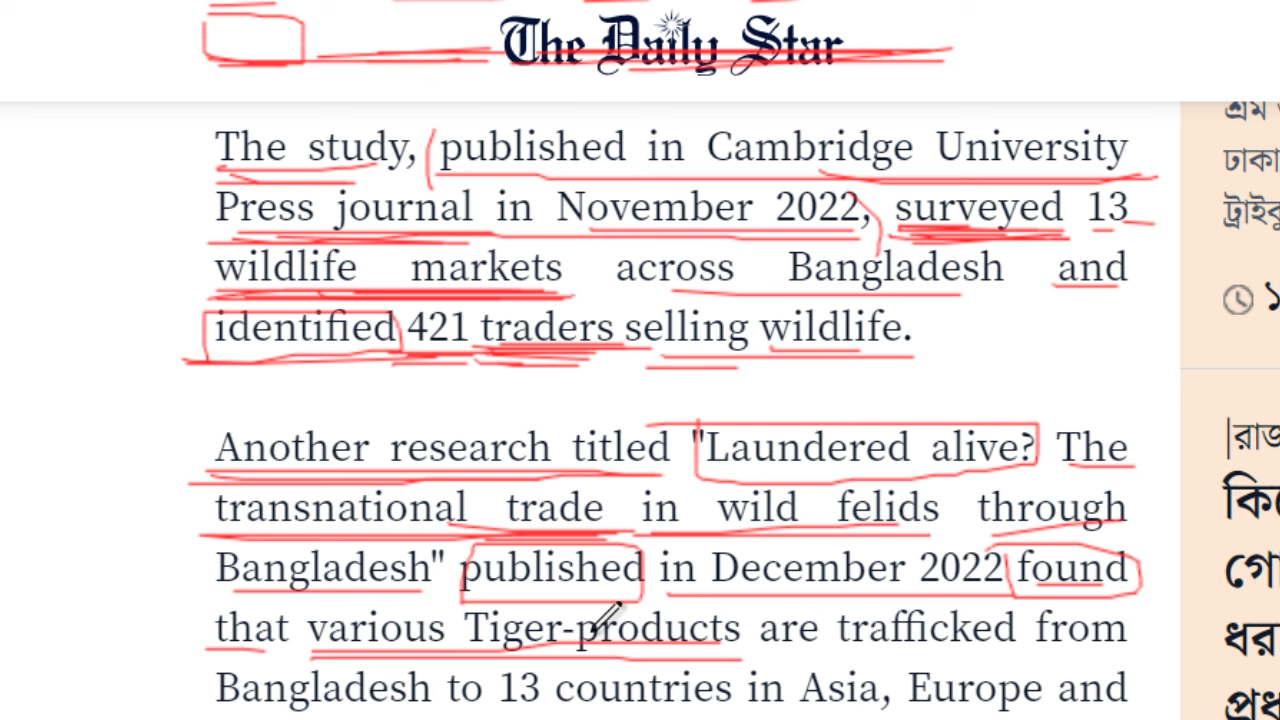 The Daily Star
The study, published in Cambridge University
Press journal in November 2022, surveyed 13
wildlife markets across Bangladesh and
identified 421 traders selling wildlife.
Another research titled "Laundered alive? The
transnational trade in wild felids through
Bangladesh" published in December 2022 found
that various Tiger-products are trafficked from
Bangladesh to 13 countries in Asia, Europe and
শ্রম
ঢাকা
১